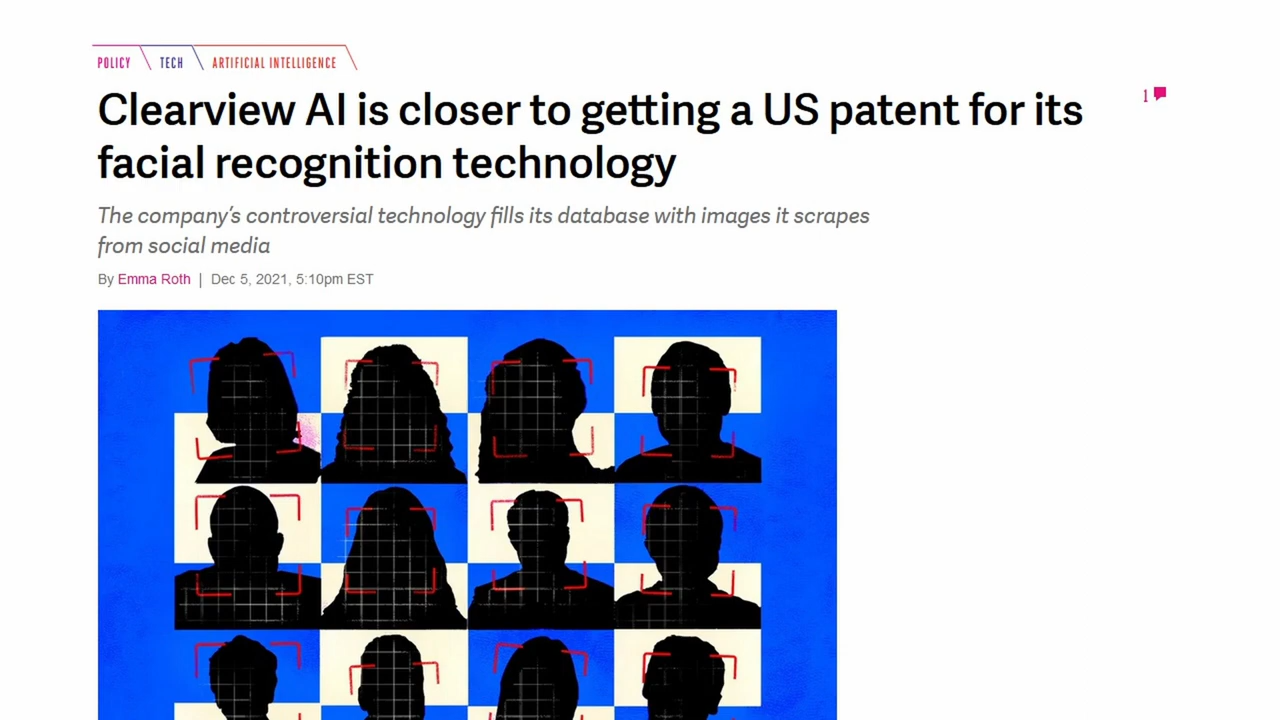 POLICY TECH ARTIFICIAL INTELLIGENCE
Clearview AI is closer to getting a US patent for its
facial recognition technology
1
The company's controversial technology fills its database with images it scrapes
from social media
By Emma Roth | Dec 5, 2021, 5:10pm EST